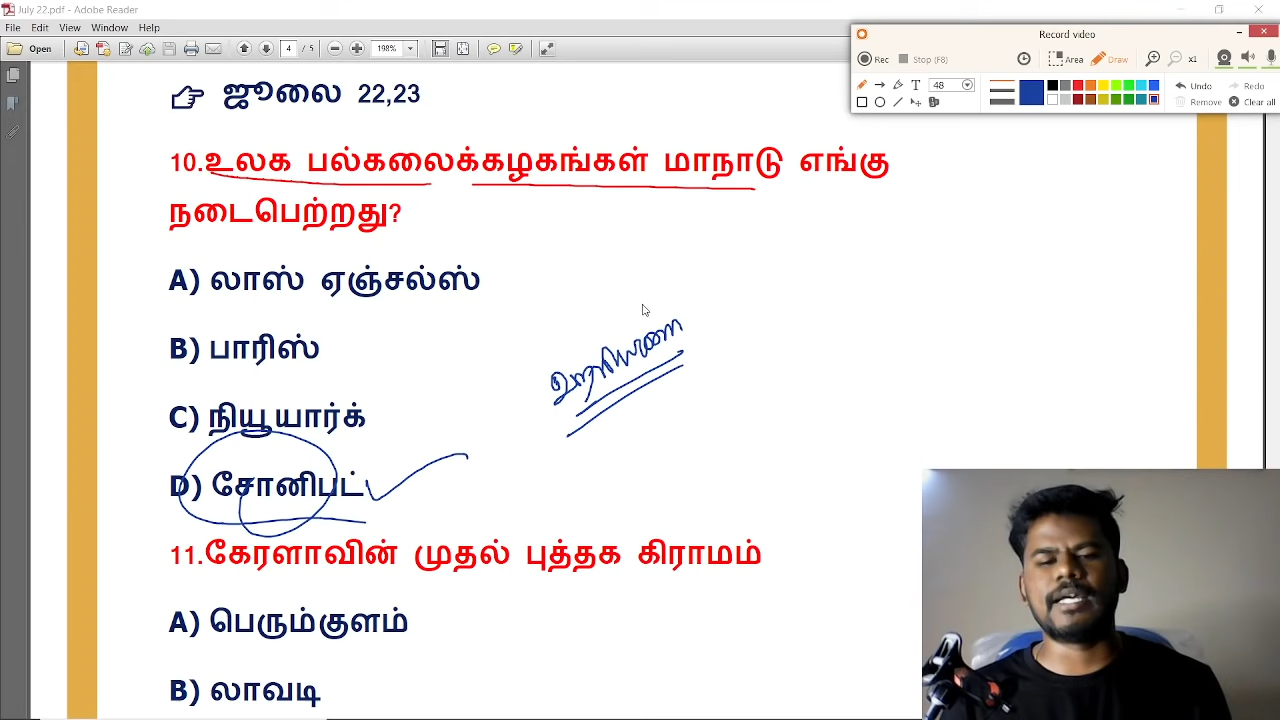 July 22.pdf - Adobe Reader
File Edit View Window Help
Open 4 / 5 198%
Record video
Rec Stop (F8) Area Draw x1
T 48 Undo Redo
Remove Clear all
ஜூலை 22,23
10.உலக பல்கலைக்கழகங்கள் மாநாடு எங்கு
நடைபெற்றது?
A) லாஸ் ஏஞ்சல்ஸ்
B) பாரிஸ்
C) நியூயார்க்
D) சோனிபட்
ஹரியானா
11.கேரளாவின் முதல் புத்தக கிராமம்
A) பெரும்குளம்
B) லாவடி